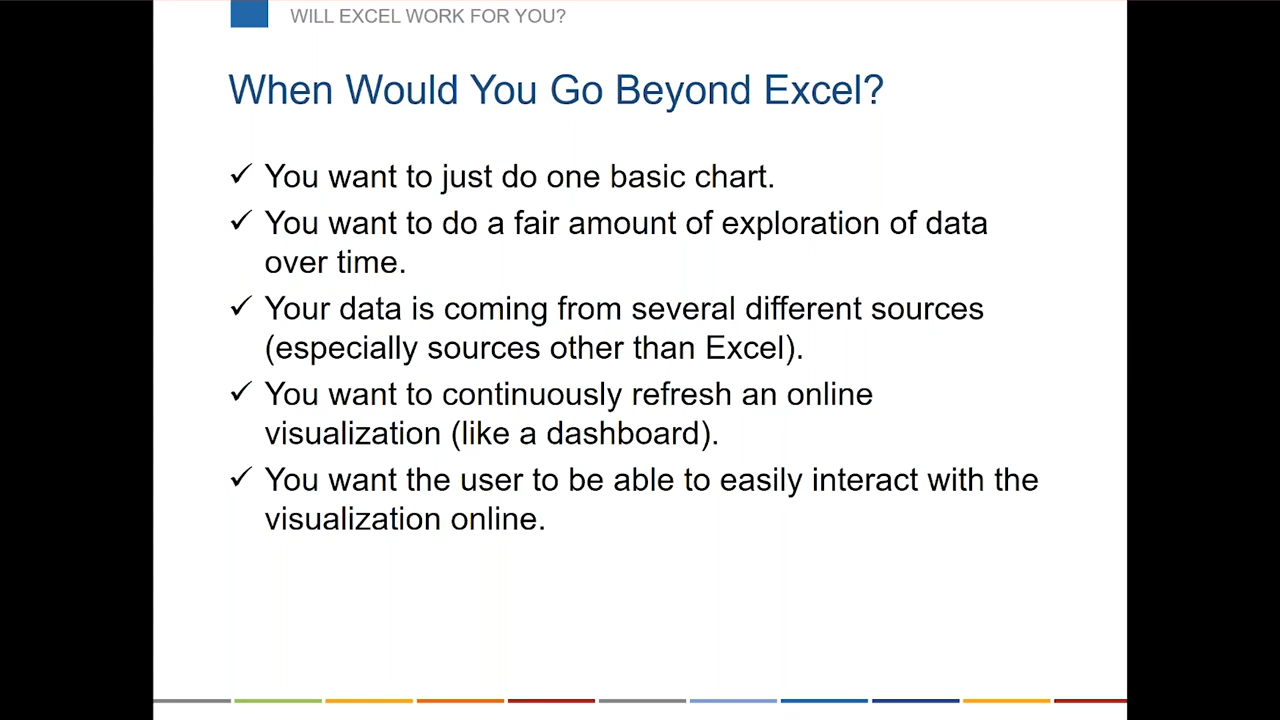 WILL EXCEL WORK FOR YOU?
When Would You Go Beyond Excel?
✓ You want to just do one basic chart.
✓ You want to do a fair amount of exploration of data
over time.
✓ Your data is coming from several different sources
(especially sources other than Excel).
✓ You want to continuously refresh an online
visualization (like a dashboard).
✓ You want the user to be able to easily interact with the
visualization online.